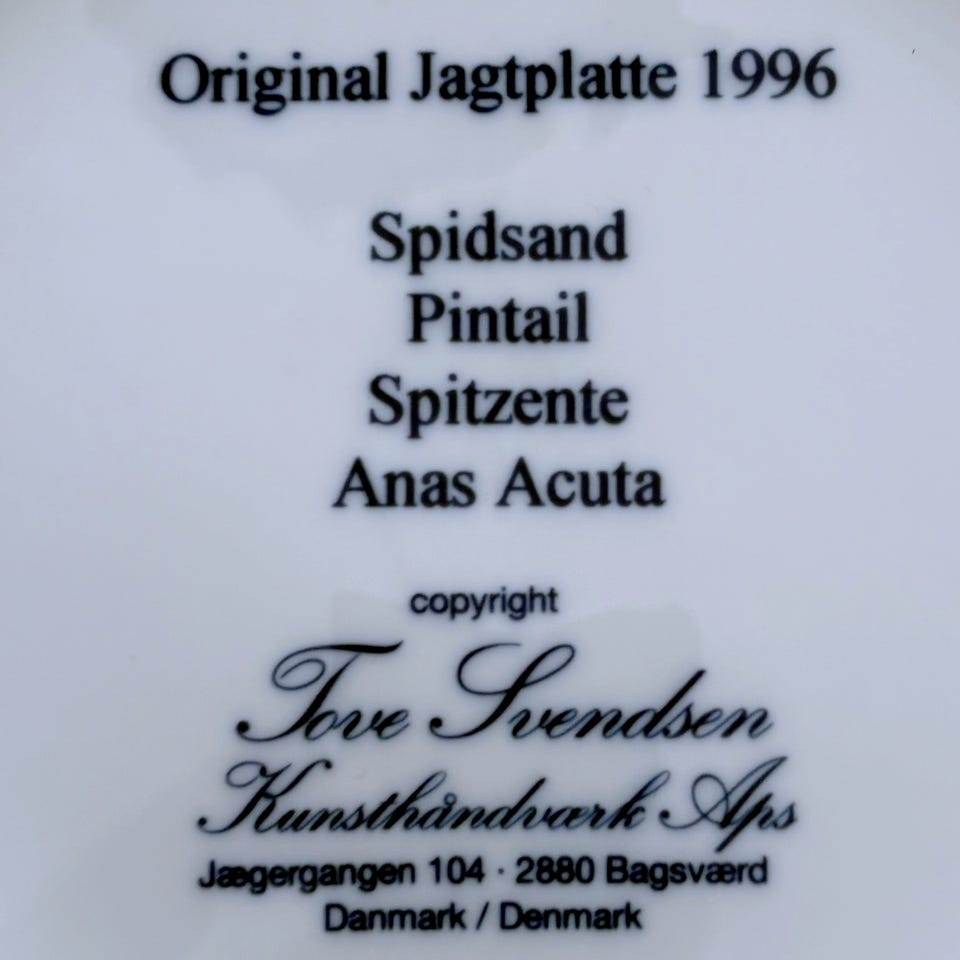 Original Jagtplatte 1996
Spidsand
Pintail
Spitzente
Anas Acuta
copyright
Tove Svendsen
Kunsthåndværk Aps
Jægergangen 104 · 2880 Bagsværd
Danmark / Denmark